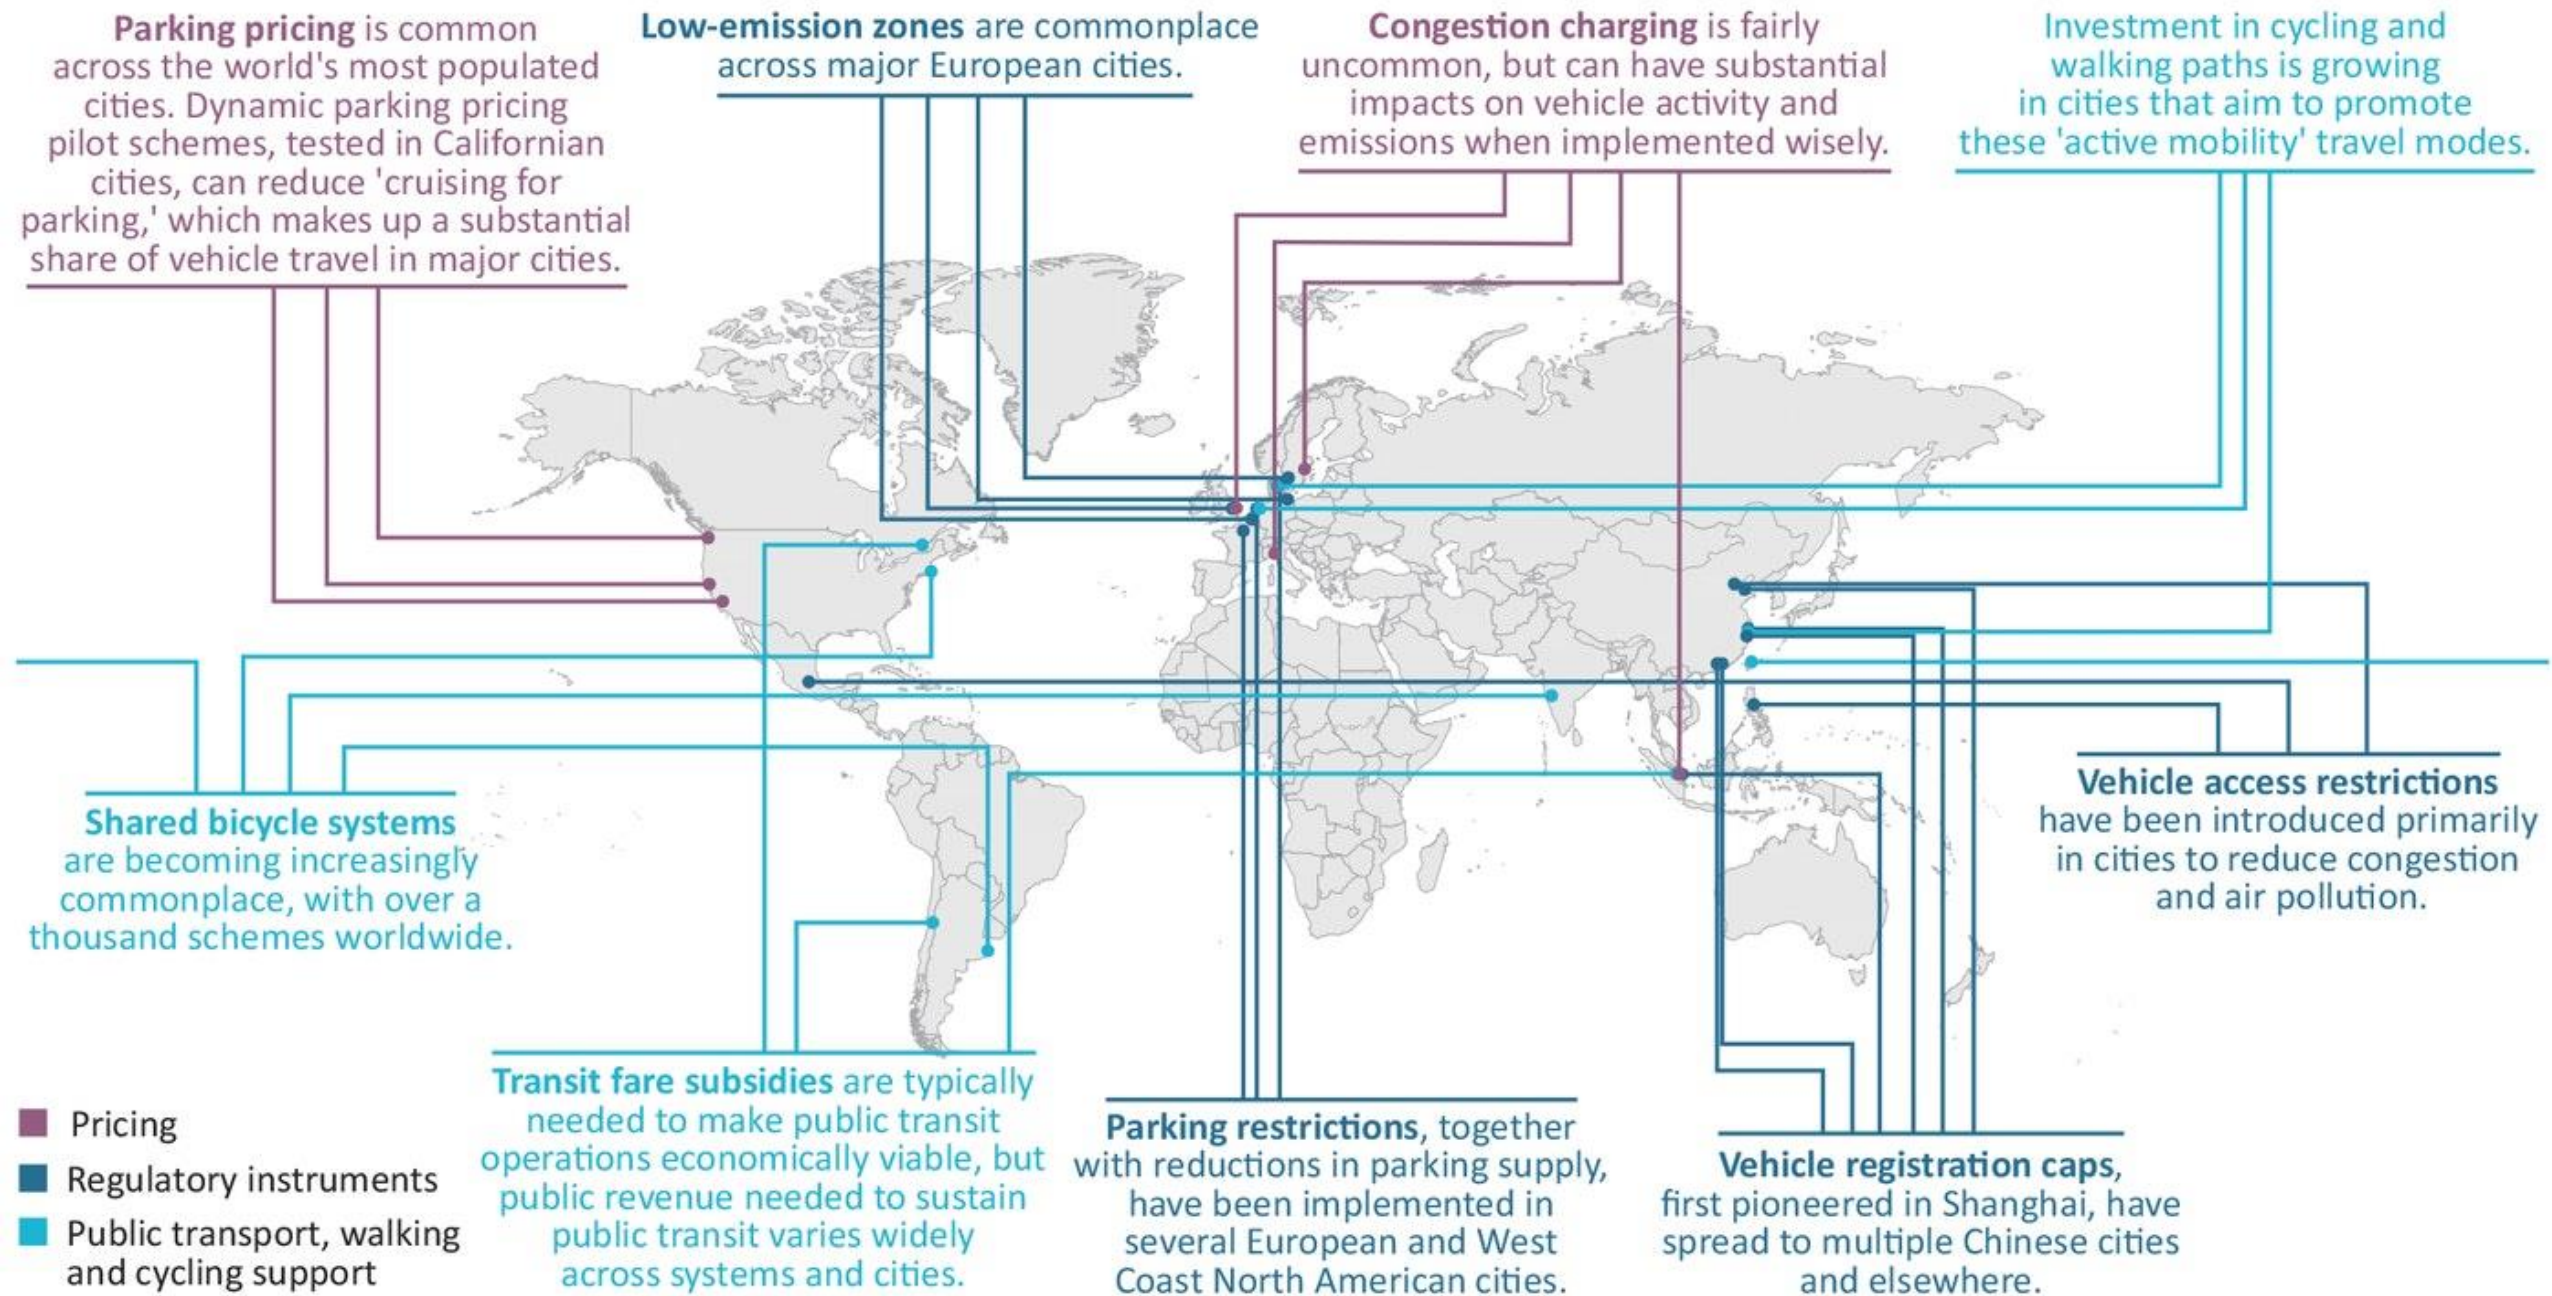 Parking pricing is common
across the world's most populated
cities. Dynamic parking pricing
pilot schemes, tested in Californian
cities, can reduce 'cruising for
parking,' which makes up a substantial
share of vehicle travel in major cities.
Low-emission zones are commonplace
across major European cities.
Congestion charging is fairly
uncommon, but can have substantial
impacts on vehicle activity and
emissions when implemented wisely.
Investment in cycling and
walking paths is growing
in cities that aim to promote
these 'active mobility' travel modes.
Shared bicycle systems
are becoming increasingly
commonplace, with over a
thousand schemes worldwide.
Vehicle access restrictions
have been introduced primarily
in cities to reduce congestion
and air pollution.
Transit fare subsidies are typically
needed to make public transit
operations economically viable, but
public revenue needed to sustain
public transit varies widely
across systems and cities.
Parking restrictions, together
with reductions in parking supply,
have been implemented in
several European and West
Coast North American cities.
Vehicle registration caps,
first pioneered in Shanghai, have
spread to multiple Chinese cities
and elsewhere.
Pricing
Regulatory instruments
Public transport, walking
and cycling support